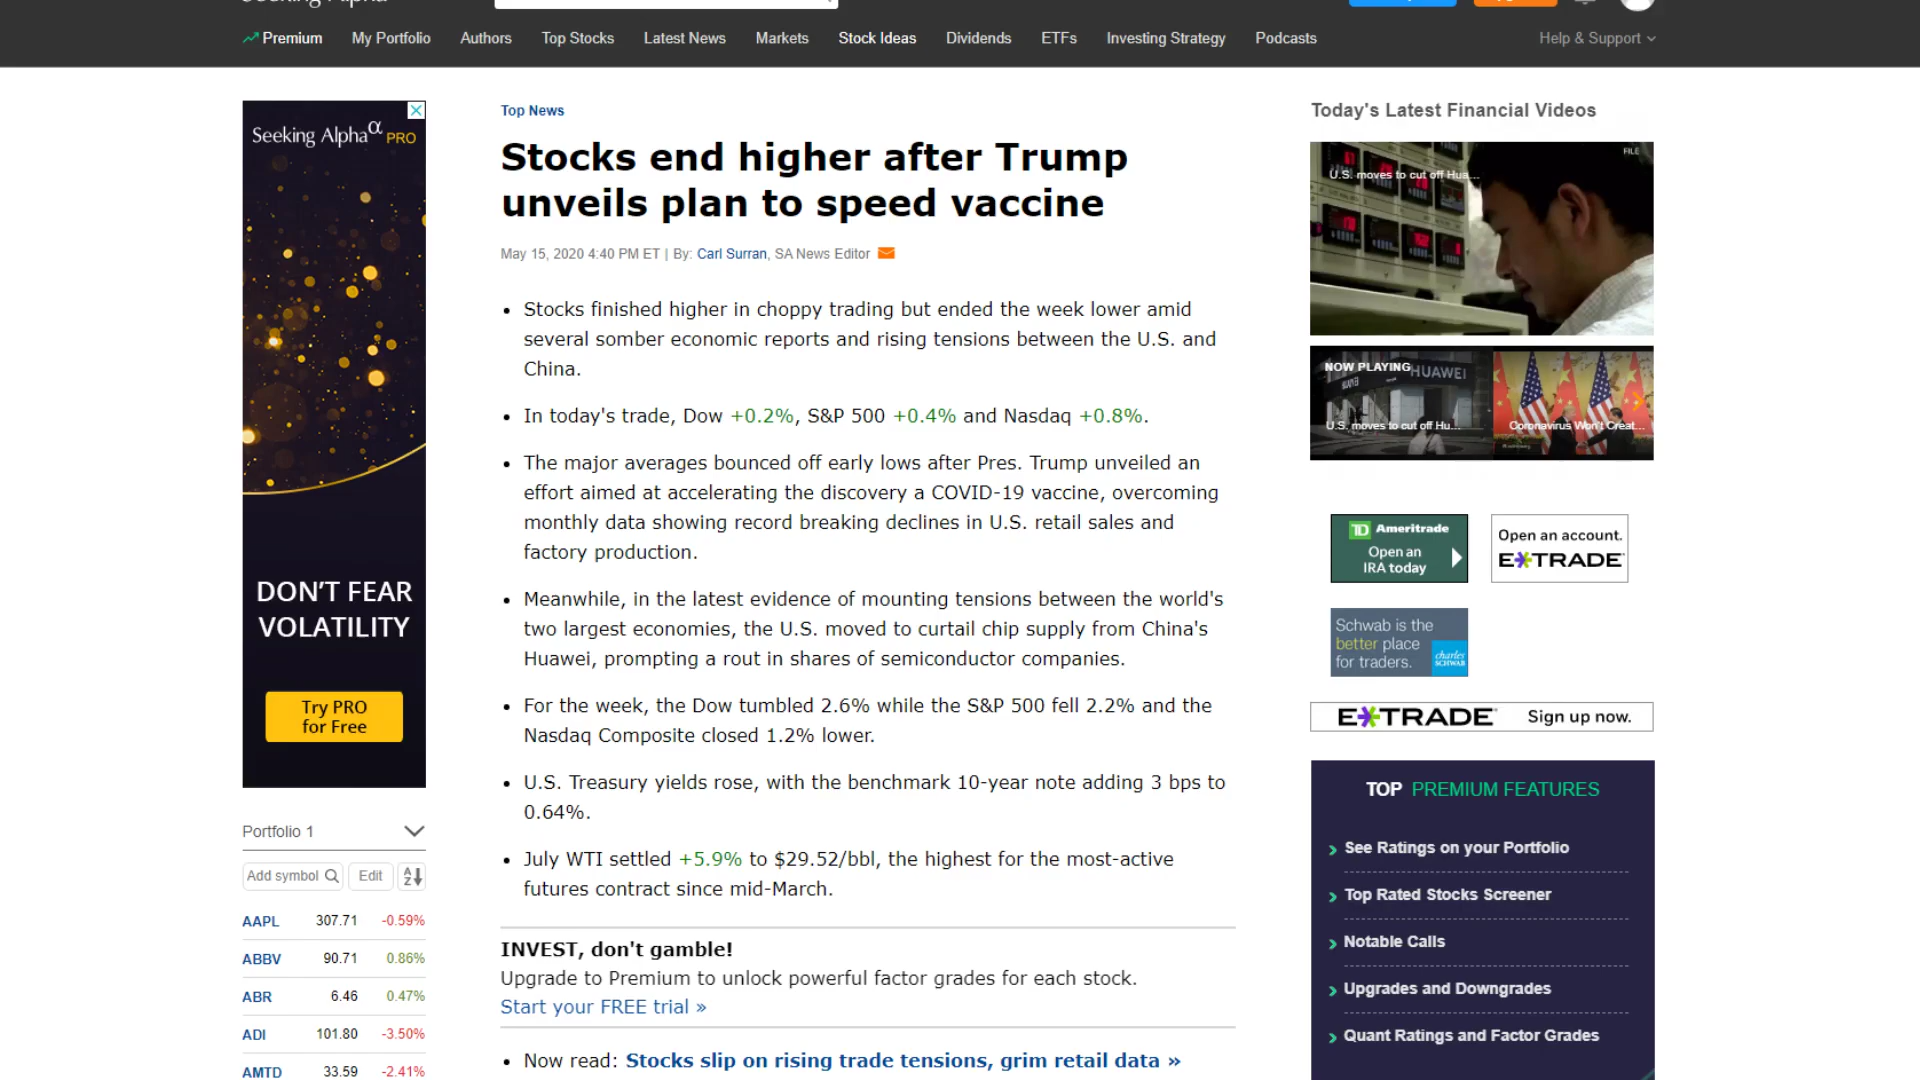 Seeking Alpha
Premium
My Portfolio
Authors
Top Stocks
Latest News
Markets
Stock Ideas
Dividends
ETFs
Investing Strategy
Podcasts
Help & Support
Seeking Alphaα PRO
DON'T FEAR
VOLATILITY
Try PRO
for Free
Portfolio 1
Add symbol
Edit
AZ
AAPL 307.71 -0.59%
ABBV 90.71 0.86%
ABR 6.46 0.47%
ADI 101.80 -3.50%
AMTD 33.59 -2.41%
Top News
Stocks end higher after Trump
unveils plan to speed vaccine
May 15, 2020 4:40 PM ET | By: Carl Surran, SA News Editor
• Stocks finished higher in choppy trading but ended the week lower amid
several somber economic reports and rising tensions between the U.S. and
China.
• In today's trade, Dow +0.2%, S&P 500 +0.4% and Nasdaq +0.8%.
• The major averages bounced off early lows after Pres. Trump unveiled an
effort aimed at accelerating the discovery a COVID-19 vaccine, overcoming
monthly data showing record breaking declines in U.S. retail sales and
factory production.
• Meanwhile, in the latest evidence of mounting tensions between the world's
two largest economies, the U.S. moved to curtail chip supply from China's
Huawei, prompting a rout in shares of semiconductor companies.
• For the week, the Dow tumbled 2.6% while the S&P 500 fell 2.2% and the
Nasdaq Composite closed 1.2% lower.
• U.S. Treasury yields rose, with the benchmark 10-year note adding 3 bps to
0.64%.
• July WTI settled +5.9% to $29.52/bbl, the highest for the most-active
futures contract since mid-March.
INVEST, don't gamble!
Upgrade to Premium to unlock powerful factor grades for each stock.
Start your FREE trial »
• Now read: Stocks slip on rising trade tensions, grim retail data »
Today's Latest Financial Videos
FILE
U.S. moves to cut off Hua...
NOW PLAYING
HUAWEI
U.S. moves to cut off Hu...
Coronavirus Won't Creat...
TD Ameritrade
Open an
IRA today
Open an account.
E*TRADE
Schwab is the
better place
for traders.
charles
SCHWAB
E*TRADE Sign up now.
TOP PREMIUM FEATURES
See Ratings on your Portfolio
Top Rated Stocks Screener
Notable Calls
Upgrades and Downgrades
Quant Ratings and Factor Grades